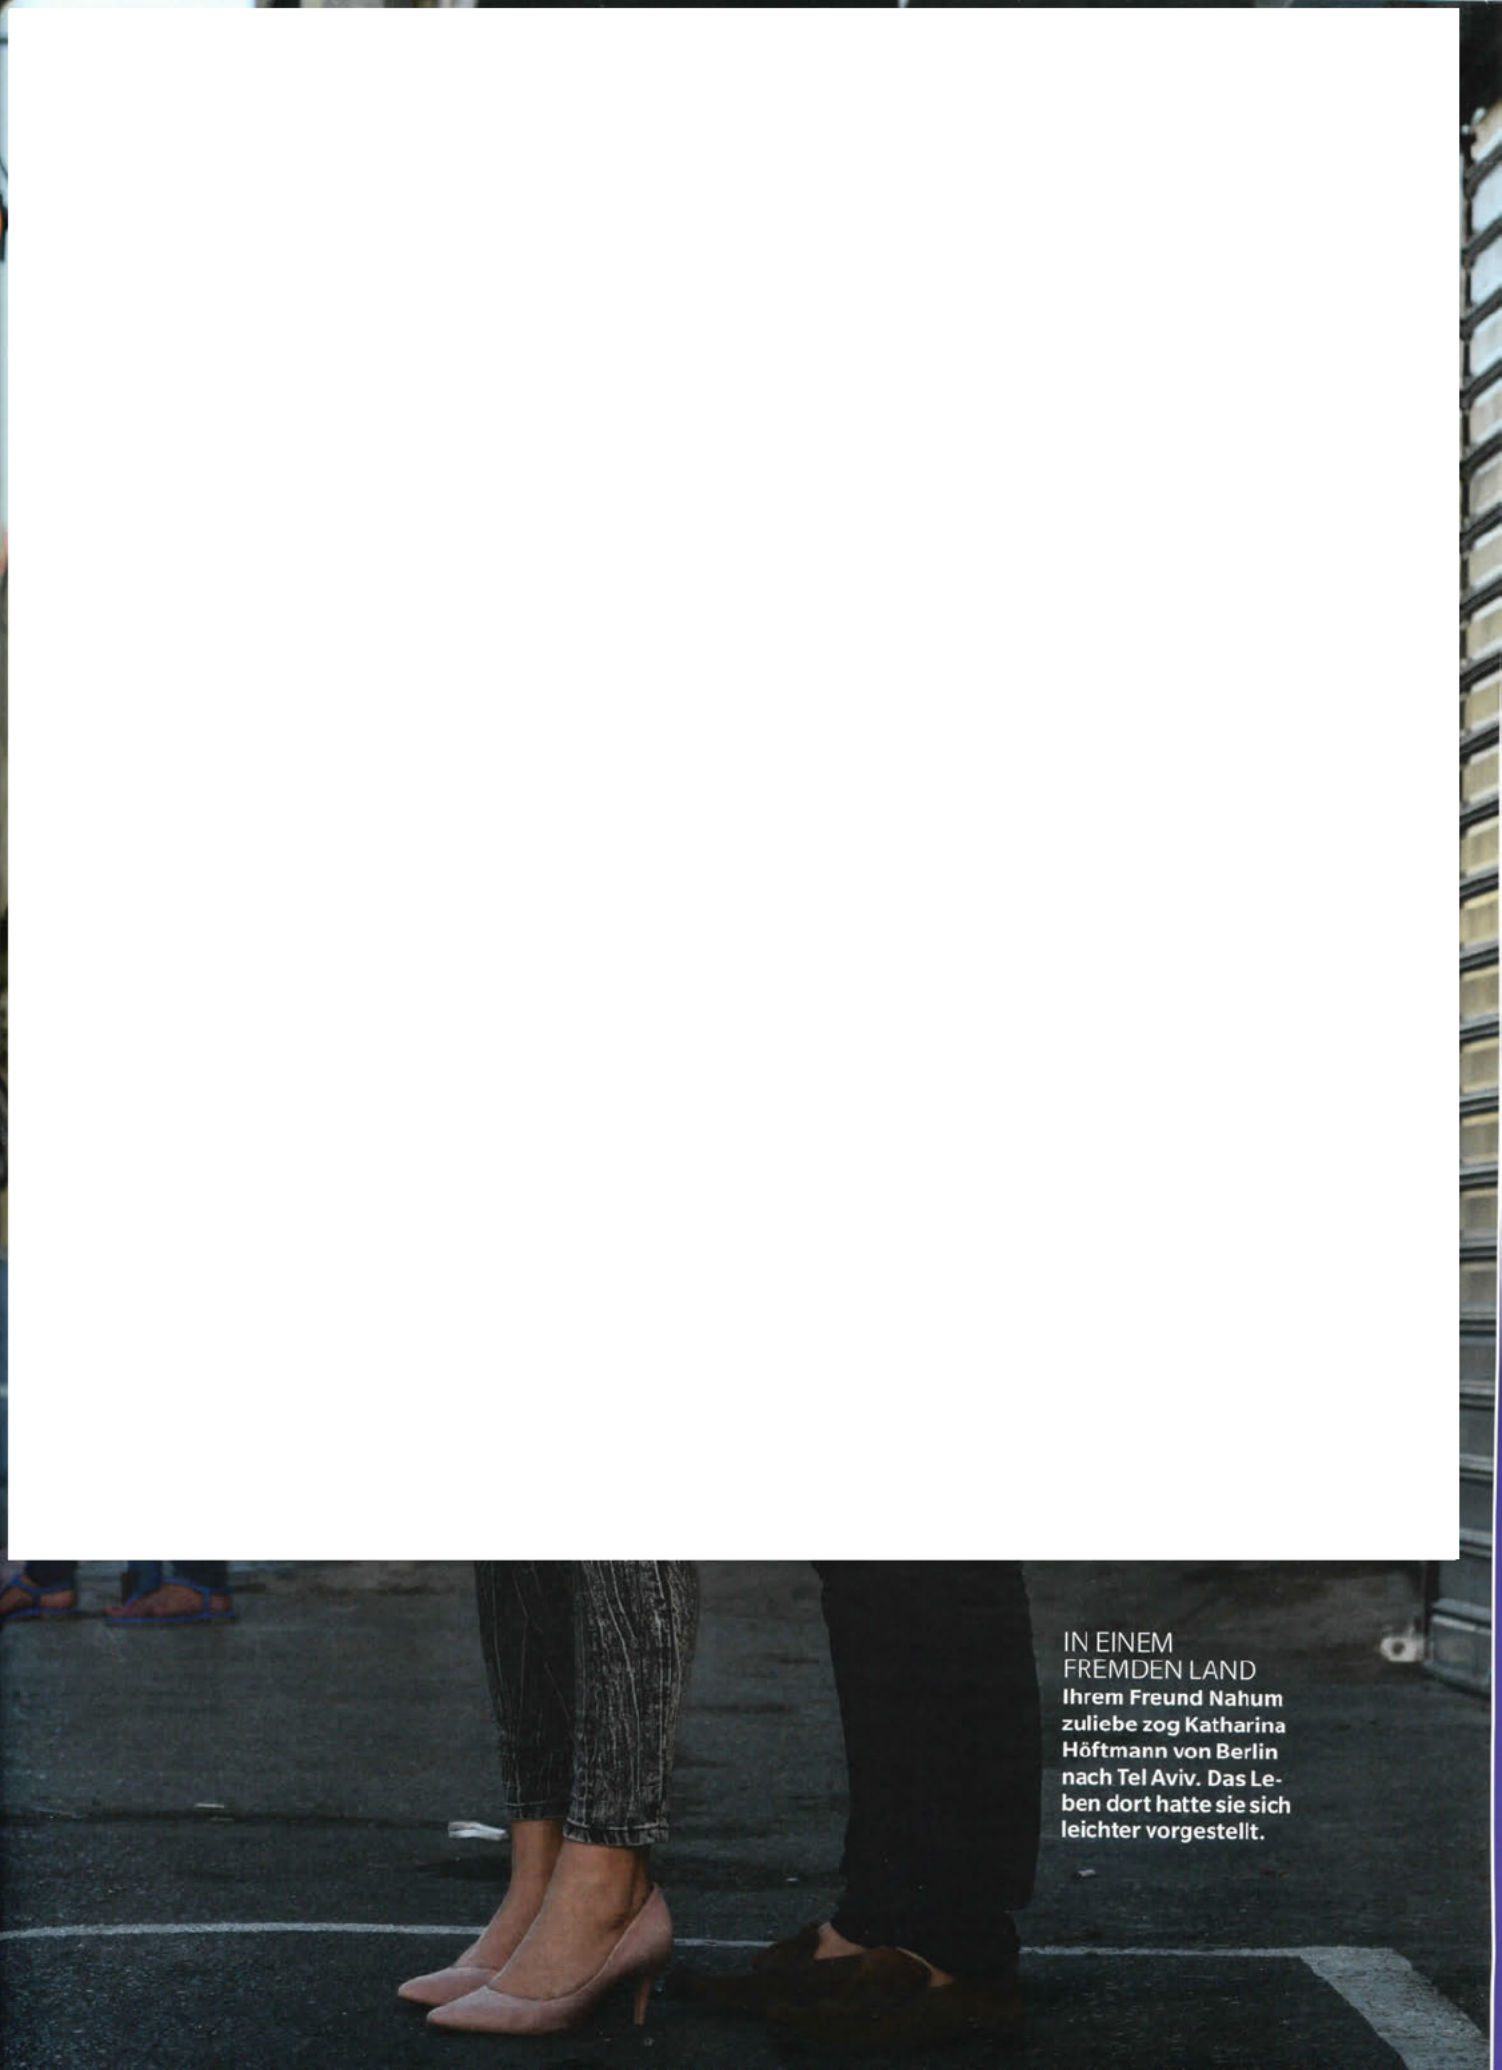 IN EINEM
FREMDEN LAND
Ihrem Freund Nahum
zuliebe zog Katharina
Höftmann von Berlin
nach Tel Aviv. Das Le-
ben dort hatte sie sich
leichter vorgestellt.